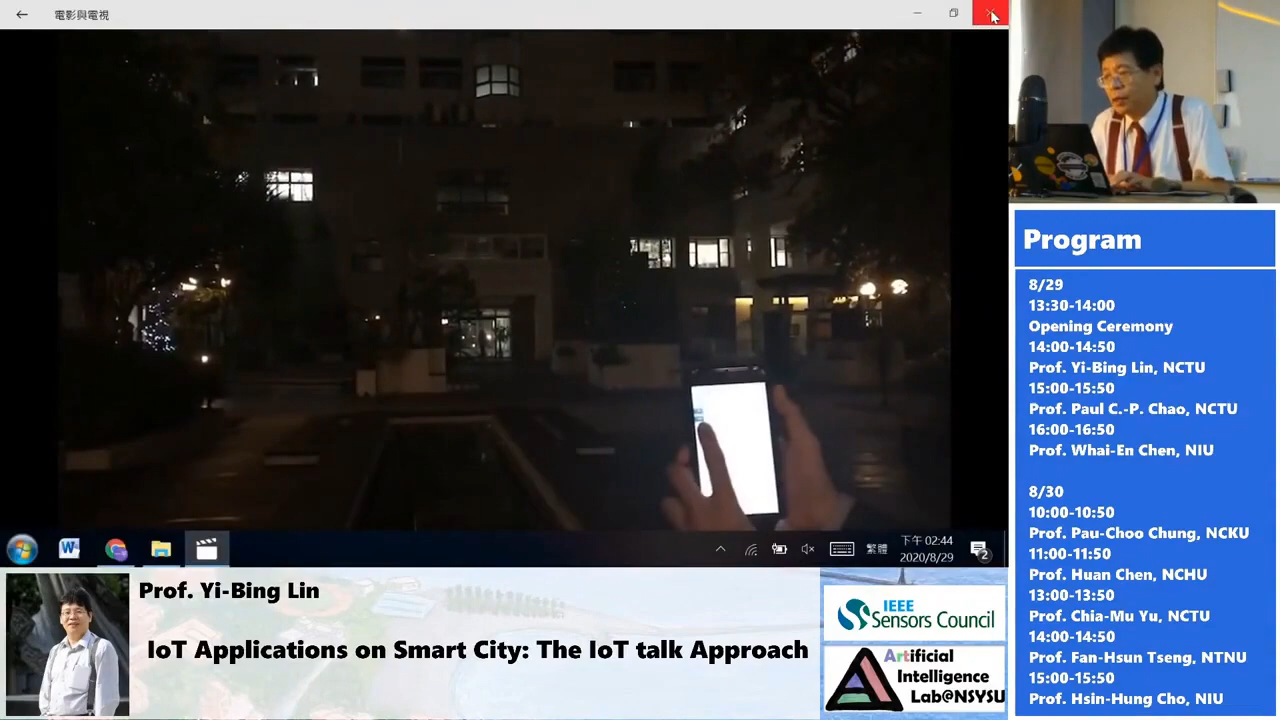 電影與電視
下午 02:44
繁體
2020/8/29
2
Program
8/29
13:30-14:00
Opening Ceremony
14:00-14:50
Prof. Yi-Bing Lin, NCTU
15:00-15:50
Prof. Paul C.-P. Chao, NCTU
16:00-16:50
Prof. Whai-En Chen, NIU
8/30
10:00-10:50
Prof. Pau-Choo Chung, NCKU
11:00-11:50
Prof. Huan Chen, NCHU
13:00-13:50
Prof. Chia-Mu Yu, NCTU
14:00-14:50
Prof. Fan-Hsun Tseng, NTNU
15:00-15:50
Prof. Hsin-Hung Cho, NIU
Prof. Yi-Bing Lin
IoT Applications on Smart City: The IoT talk Approach
IEEE
Sensors Council
Artificial
Intelligence
Lab@NSYSU